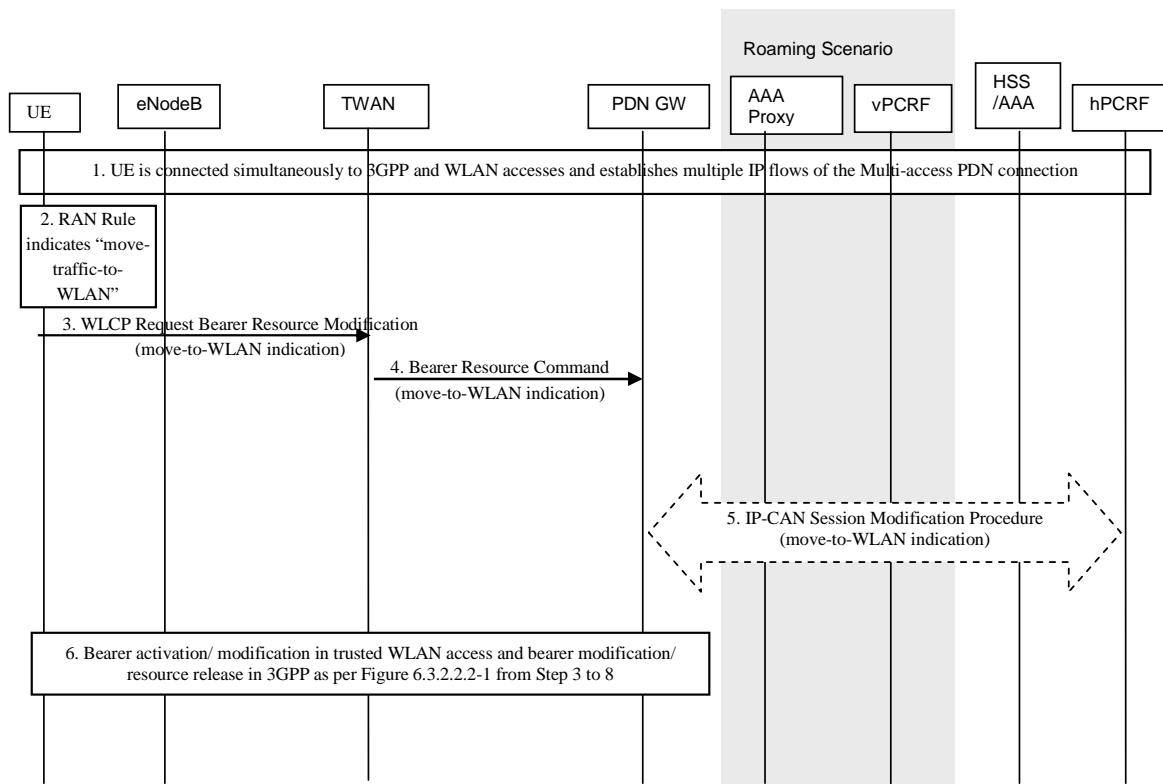 Roaming Scenario
UE
eNodeB
TWAN
PDN GW
AAA
Proxy
vPCRF
HSS
/AAA
hPCRF
1. UE is connected simultaneously to 3GPP and WLAN accesses and establishes multiple IP flows of the Multi-access PDN connection
2. RAN Rule
indicates “move-
traffic-to-
WLAN”
3. WLCP Request Bearer Resource Modification
(move-to-WLAN indication)
4. Bearer Resource Command
(move-to-WLAN indication)
5. IP-CAN Session Modification Procedure
(move-to-WLAN indication)
6. Bearer activation/ modification in trusted WLAN access and bearer modification/
resource release in 3GPP as per Figure 6.3.2.2.2-1 from Step 3 to 8